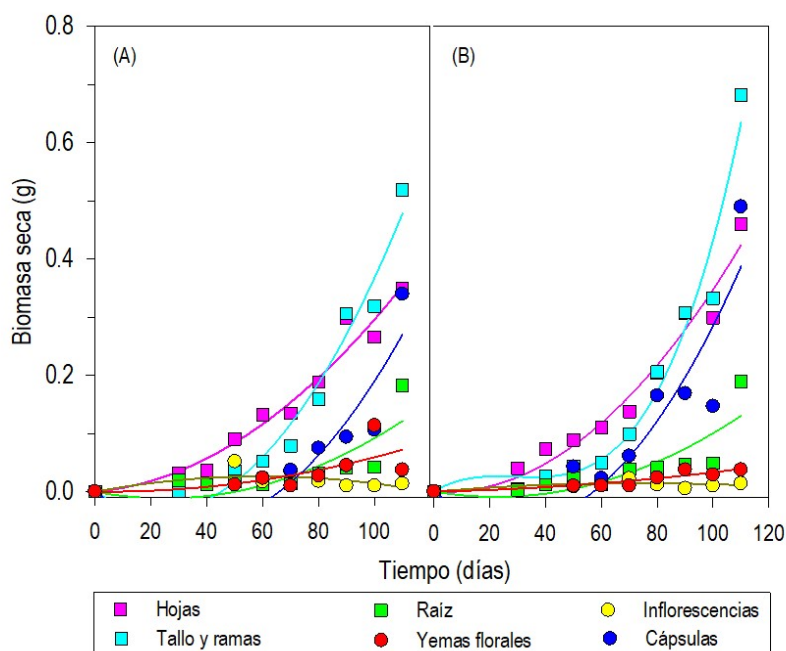 0.8
0.6
0.4
0.2
0.0
Biomasa seca (g)
(A)
(B)
0 20 40 60 80 100 0 20 40 60 80 100 120
Tiempo (días)
Hojas Raíz Inflorescencias
Tallo y ramas Yemas florales Cápsulas